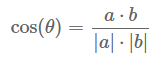 cos(θ) = a · b / |a| · |b|